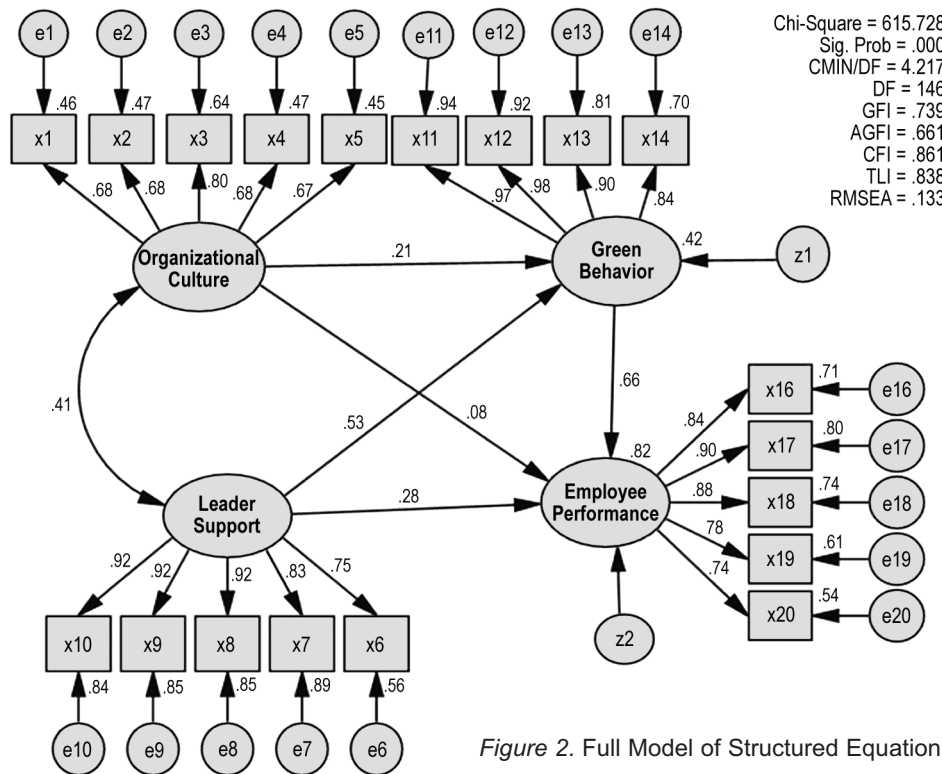 e1 e2 e3 e4 e5 e11 e12 e13 e14
Chi-Square = 615.728
Sig. Prob = .000
CMIN/DF = 4.217
DF = 146
GFI = .739
AGFI = .661
CFI = .861
TLI = .838
RMSEA = .133
.46 .47 .64 .47 .45 .94 .92 .81 .70
x1 x2 x3 x4 x5 x11 x12 x13 x14
.68 .68 .80 .68 .67 .97 .98 .90 .84
Organizational
Culture
.21
Green
Behavior
.42
z1
.41
.53
.08
.66
Leader
Support
.28
.82
Employee
Performance
z2
.84 x16 .71 e16
.90 x17 .80 e17
.88 x18 .74 e18
78 x19 .61 e19
.74 x20 .54 e20
.92 .92 .92 .83 .75
x10 x9 x8 x7 x6
.84 .85 .85 .89 .56
e10 e9 e8 e7 e6
Figure 2. Full Model of Structured Equation